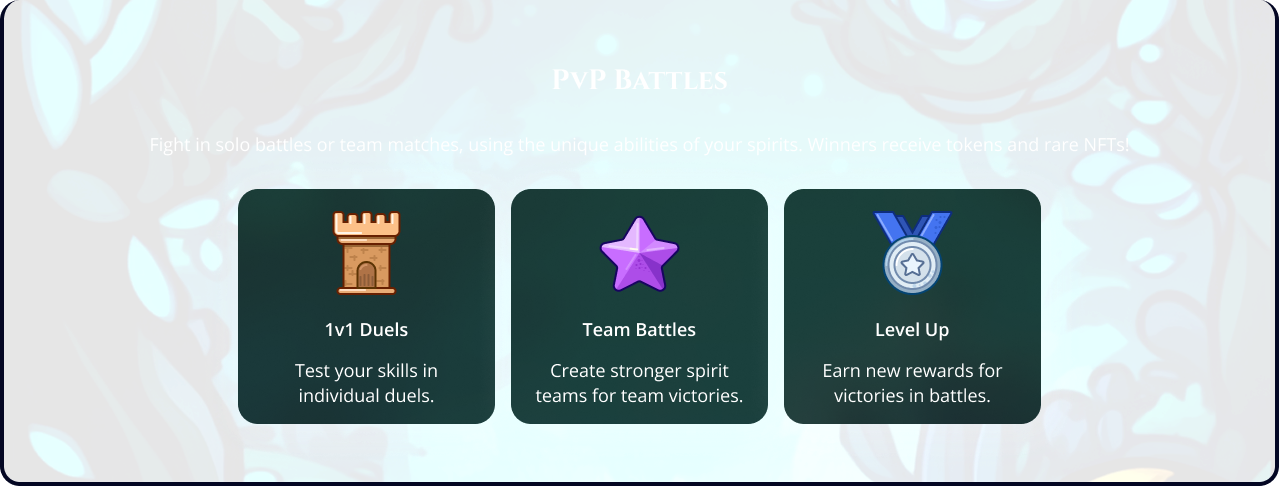 PvP Battles
Fight in solo battles or team matches, using the unique abilities of your spirits. Winners receive tokens and rare NFTs!
1v1 Duels
Test your skills in
individual duels.
Team Battles
Create stronger spirit
teams for team victories.
Level Up
Earn new rewards for
victories in battles.